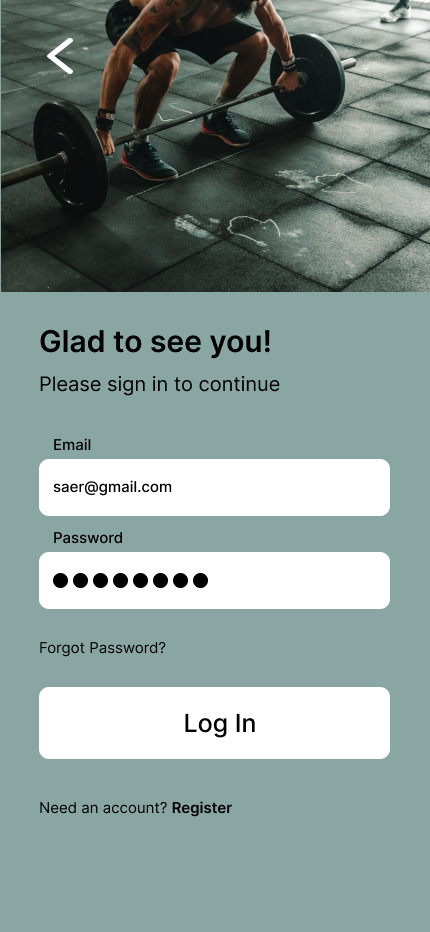 Glad to see you!
Please sign in to continue
Email
saer@gmail.com
Password
Forgot Password?
Log In
Need an account? Register